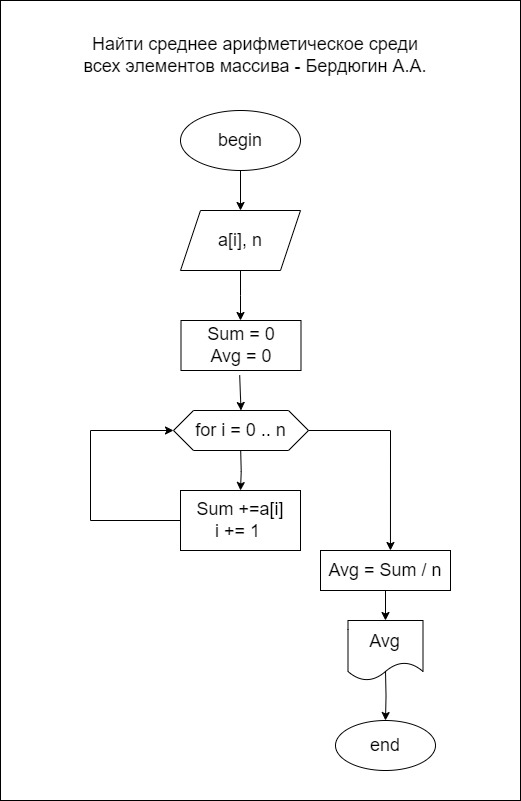 Найти среднее арифметическое среди
всех элементов массива - Бердюгин А.А.
begin
a[i], n
Sum = 0
Avg = 0
for i = 0 .. n
Sum +=a[i]
i += 1
Avg = Sum / n
Avg
end